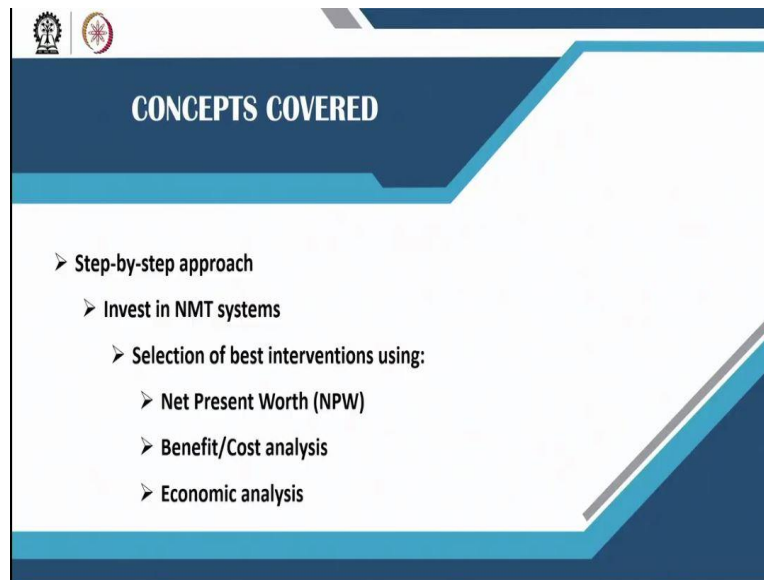 CONCEPTS COVERED
➢ Step-by-step approach
➢ Invest in NMT systems
➢ Selection of best interventions using:
➢ Net Present Worth (NPW)
➢ Benefit/Cost analysis
➢ Economic analysis